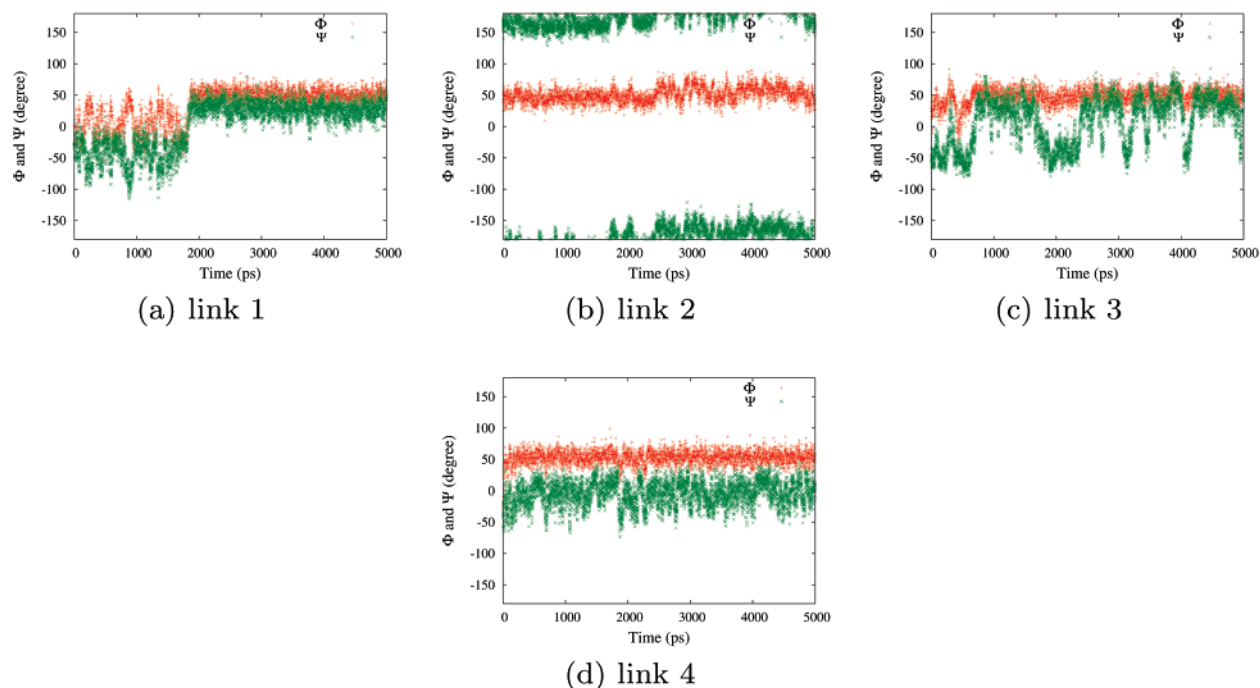 Φ and Ψ (degree)
150
100
50
0
-50
-100
-150
Φ
Ψ
0 1000 2000 3000 4000 5000
Time (ps)
(a) link 1
Φ and Ψ (degree)
150
100
50
0
-50
-100
-150
Φ
Ψ
0 1000 2000 3000 4000 5000
Time (ps)
(b) link 2
Φ and Ψ (degree)
150
100
50
0
-50
-100
-150
Φ
Ψ
0 1000 2000 3000 4000 5000
Time (ps)
(c) link 3
Φ and Ψ (degree)
150
100
50
0
-50
-100
-150
Φ
Ψ
0 1000 2000 3000 4000 5000
Time (ps)
(d) link 4